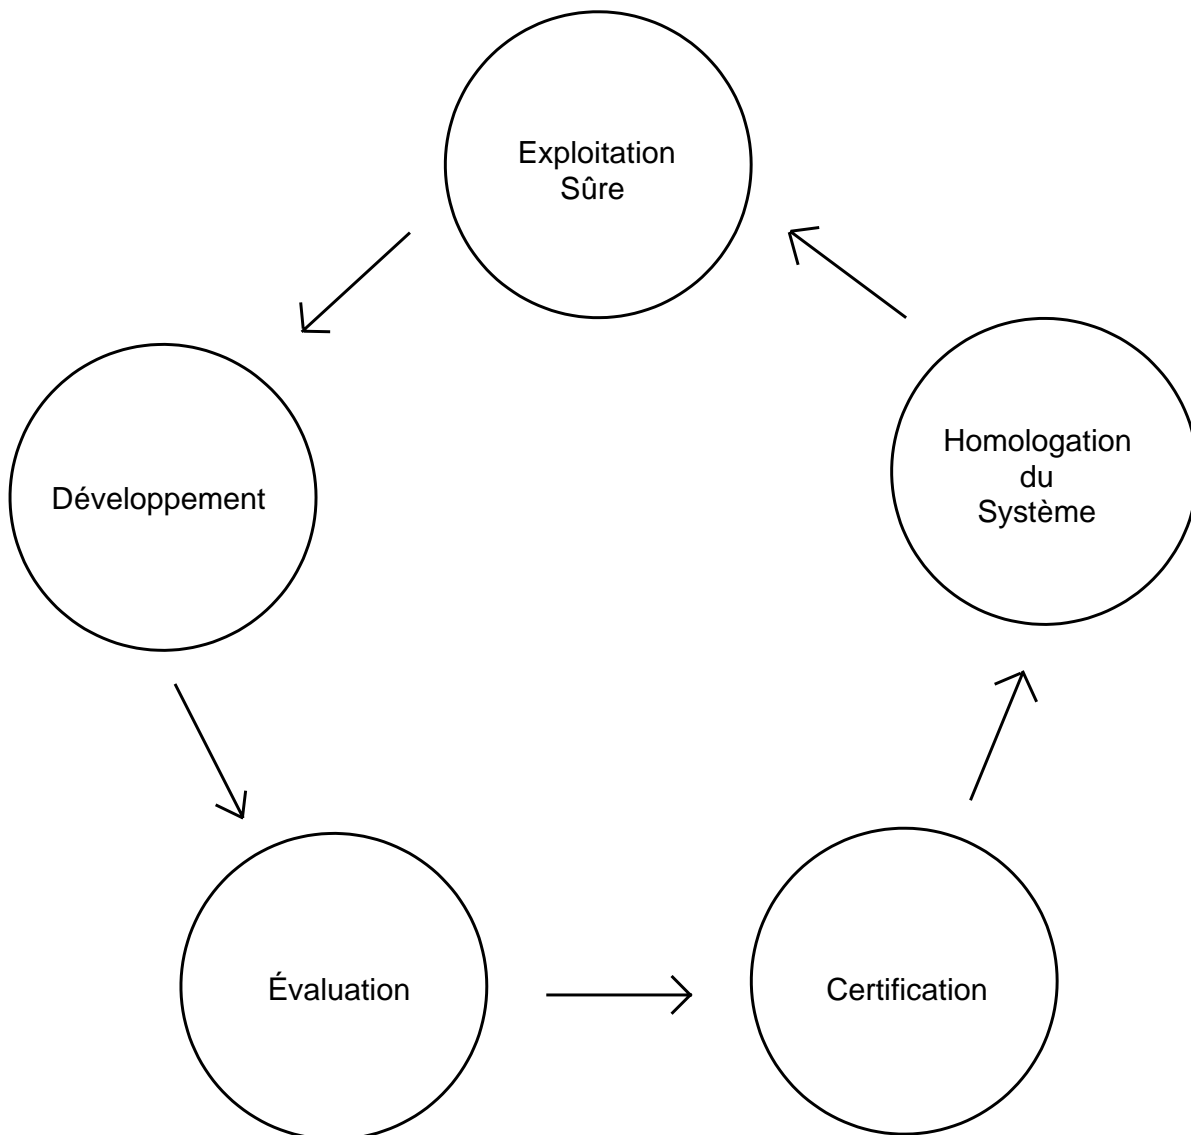 Exploitation
Sûre
Homologation
du
Système
Développement
Évaluation
Certification